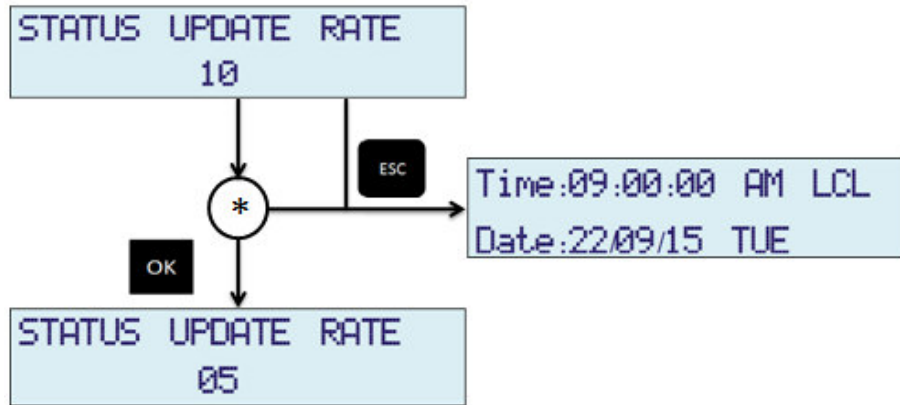 STATUS UPDATE RATE
10
ESC
*
Time:09:00:00 AM LCL
Date:22/09/15 TUE
OK
STATUS UPDATE RATE
05